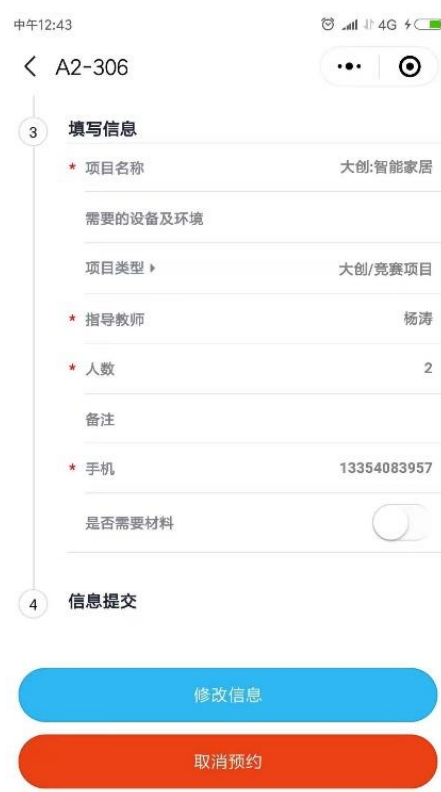 中午12:43
4G
A2-306
3 填写信息
* 项目名称 大创:智能家居
需要的设备及环境
项目类型 大创/竞赛项目
* 指导教师 杨涛
* 人数 2
备注
* 手机 13354083957
是否需要材料
4 信息提交
修改信息
取消预约